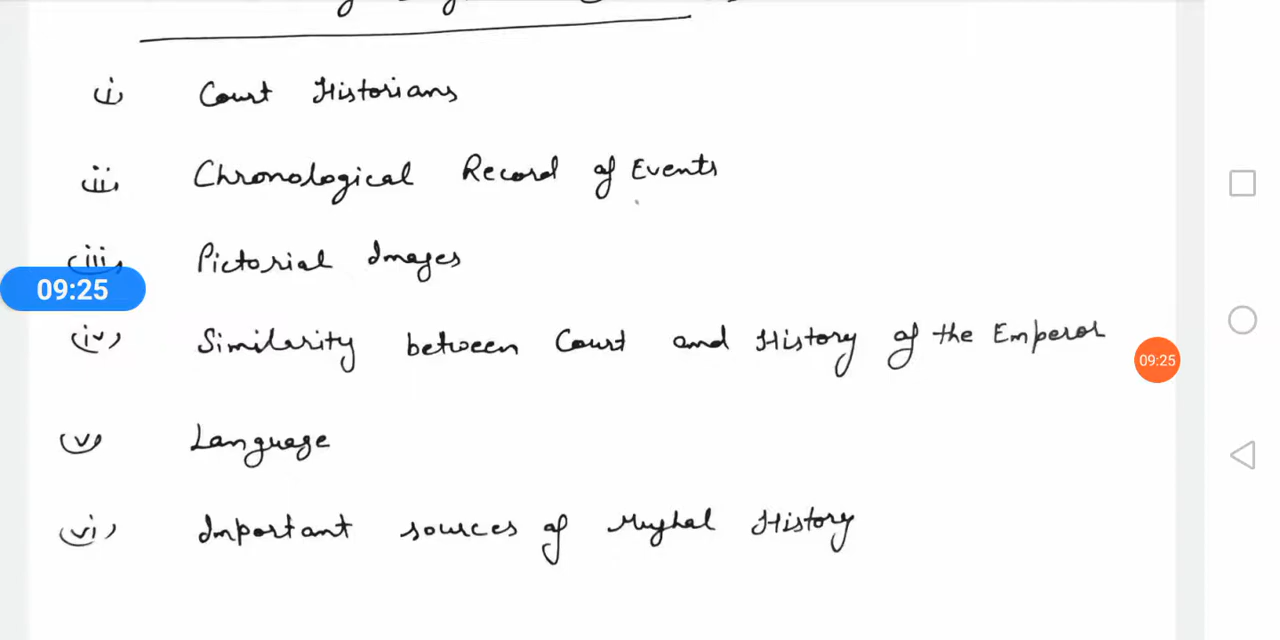 (i) Court Historians
(ii) Chronological Record of Events
(iii) Pictorial Images
09:25
(iv) Similarity between Court and History of the Emperor
09:25
(v) Language
(vi) Important sources of Mughal History